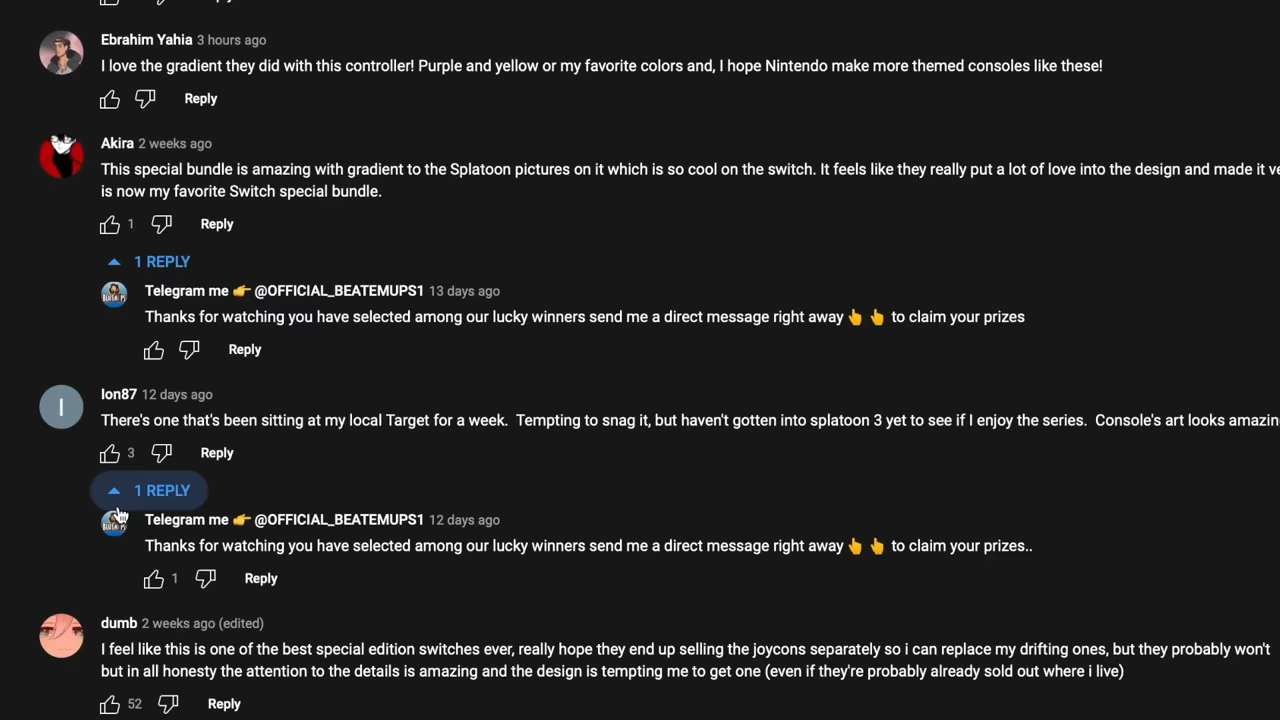 Ebrahim Yahia 3 hours ago
I love the gradient they did with this controller! Purple and yellow or my favorite colors and, I hope Nintendo make more themed consoles like these!
Reply
Akira 2 weeks ago
This special bundle is amazing with gradient to the Splatoon pictures on it which is so cool on the switch. It feels like they really put a lot of love into the design and made it
is now my favorite Switch special bundle.
1 Reply
1 REPLY
Telegram me 👉 @OFFICIAL_BEATEMUPS1 13 days ago
Thanks for watching you have selected among our lucky winners send me a direct message right away👆 👆 to claim your prizes
Reply
I
Ion87 12 days ago
There's one that's been sitting at my local Target for a week. Tempting to snag it, but haven't gotten into splatoon 3 yet to see if I enjoy the series. Console's art looks amazin
3 Reply
1 REPLY
Telegram me 👉 @OFFICIAL_BEATEMUPS1 12 days ago
Thanks for watching you have selected among our lucky winners send me a direct message right away👆 👆 to claim your prizes..
1 Reply
dumb 2 weeks ago (edited)
I feel like this is one of the best special edition switches ever, really hope they end up selling the joycons separately so i can replace my drifting ones, but they probably won't
but in all honesty the attention to the details is amazing and the design is tempting me to get one (even if they're probably already sold out where i live)
52 Reply